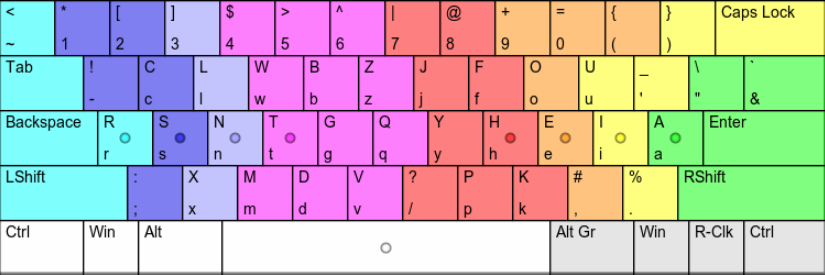 < * [ ] $ > ^ | @ + = { } Caps Lock
~ 1 2 3 4 5 6 7 8 9 0 ( )
Tab ! C L W B Z J F O U _ \ `
- c l w b z j f o u ' " &
Backspace R S N T G Q Y H E I A Enter
r s n t g q y h e i a
LShift : X M D V ? P K # % RShift
; x m d v / p k , .
Ctrl Win Alt Alt Gr Win R-Clk Ctrl